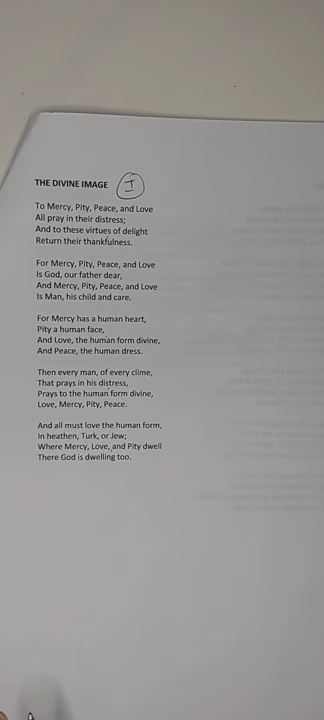 THE DIVINE IMAGE I
To Mercy, Pity, Peace, and Love
All pray in their distress;
And to these virtues of delight
Return their thankfulness.
For Mercy, Pity, Peace, and Love
Is God, our father dear,
And Mercy, Pity, Peace, and Love
Is Man, his child and care.
For Mercy has a human heart,
Pity a human face,
And Love, the human form divine,
And Peace, the human dress.
Then every man, of every clime,
That prays in his distress,
Prays to the human form divine,
Love, Mercy, Pity, Peace.
And all must love the human form,
In heathen, Turk, or Jew;
Where Mercy, Love, and Pity dwell
There God is dwelling too.